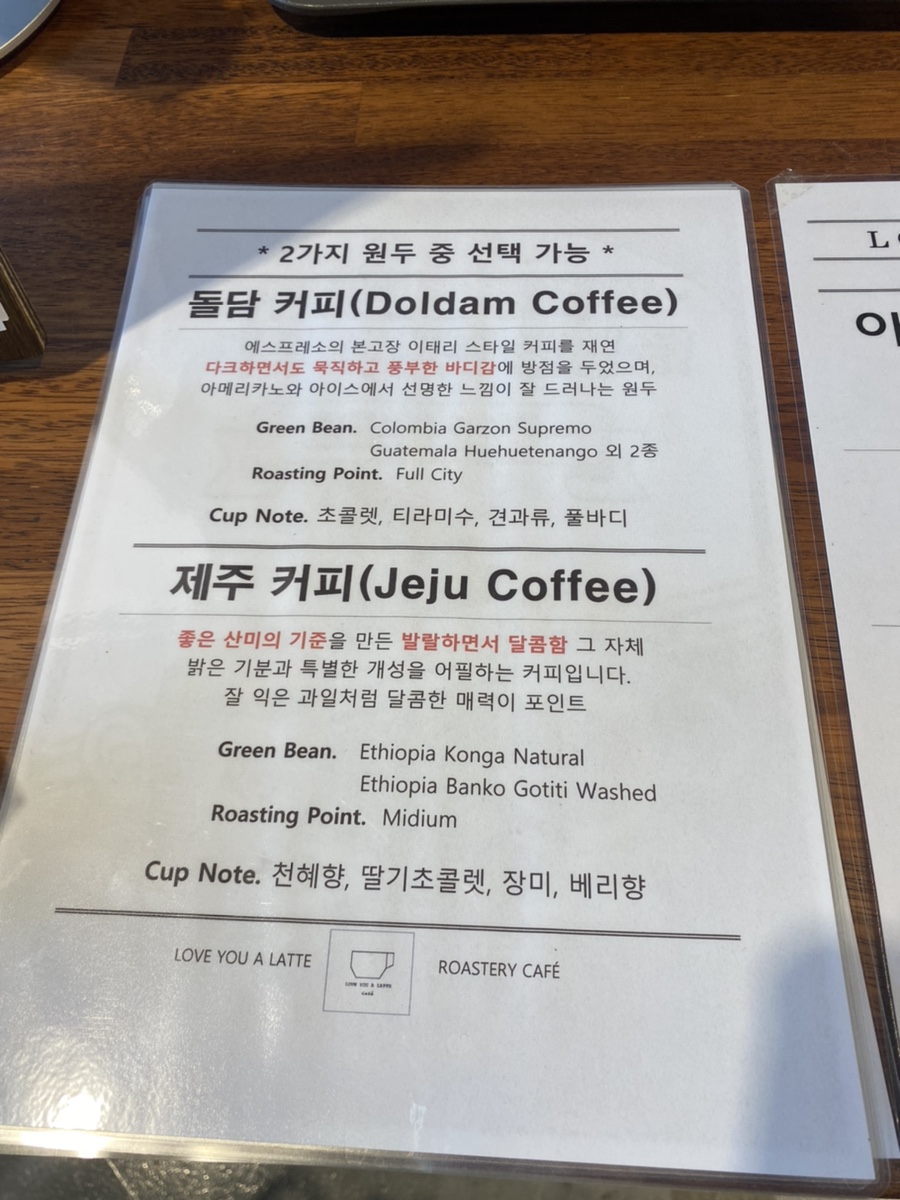 * 2가지 원두 중 선택 가능 *
돌담 커피(Doldam Coffee)
에스프레소의 본고장 이태리 스타일 커피를 재연
다크하면서도 묵직하고 풍부한 바디감에 방점을 두었으며,
아메리카노와 아이스에서 선명한 느낌이 잘 드러나는 원두
Green Bean. Colombia Garzon Supremo
Guatemala Huehuetenango 외 2종
Roasting Point. Full City
Cup Note. 초콜렛, 티라미수, 견과류, 풀바디
제주 커피(Jeju Coffee)
좋은 산미의 기준을 만든 발랄하면서 달콤함 그 자체
밝은 기분과 특별한 개성을 어필하는 커피입니다.
잘 익은 과일처럼 달콤한 매력이 포인트
Green Bean. Ethiopia Konga Natural
Ethiopia Banko Gotiti Washed
Roasting Point. Midium
Cup Note. 천혜향, 딸기초콜렛, 장미, 베리향
LOVE YOU A LATTE
LOVE YOU A LATTE
CAFÉ
ROASTERY CAFÉ